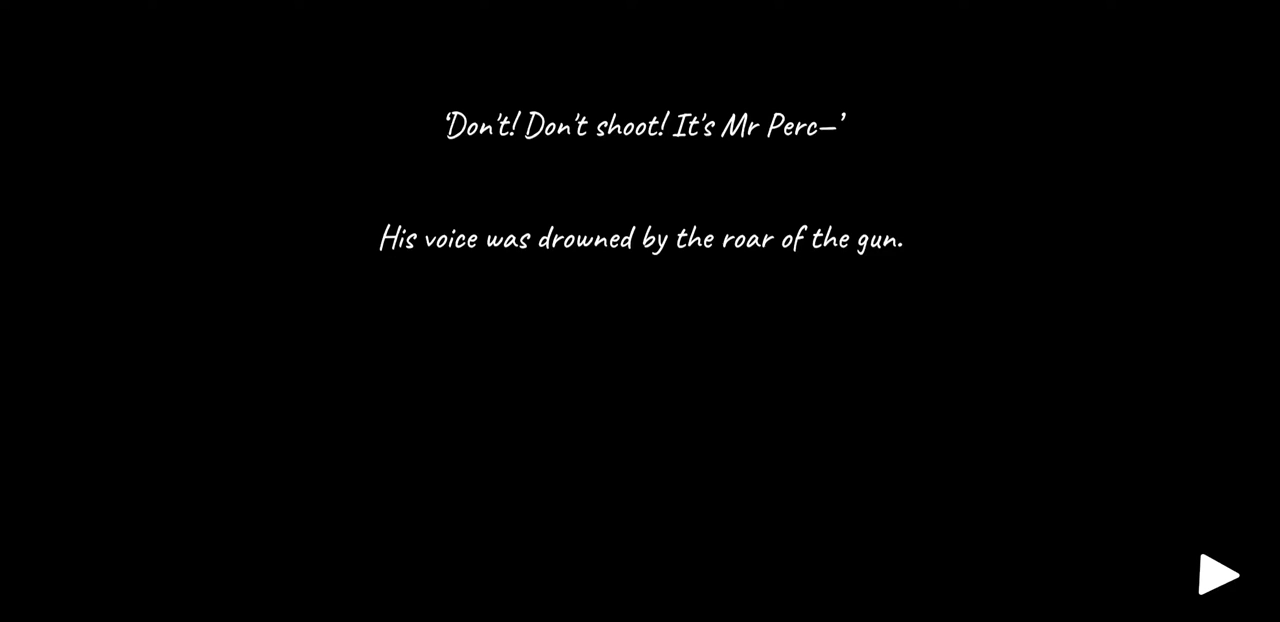 ‘Don't! Don't shoot! It's Mr Perc—’
His voice was drowned by the roar of the gun.